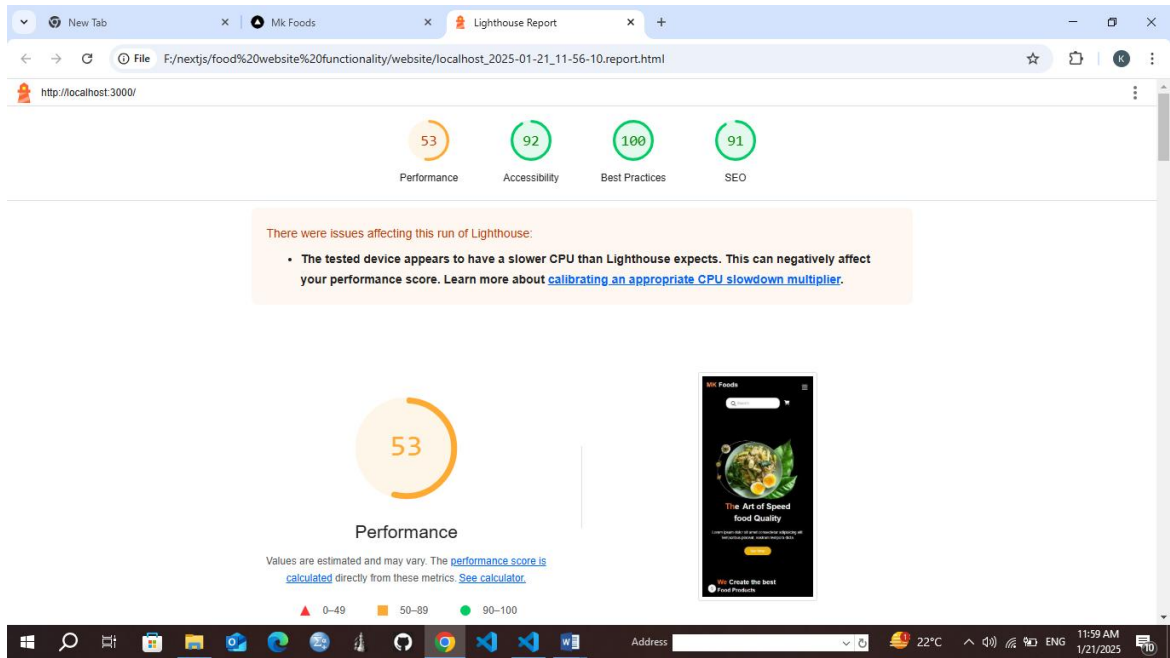 New Tab
Mk Foods
Lighthouse Report
File F:/nextjs/food%20website%20functionality/website/localhost_2025-01-21_11-56-10.report.html
K
http://localhost:3000/
53 92 100 91
Performance Accessibility Best Practices SEO
There were issues affecting this run of Lighthouse:
• The tested device appears to have a slower CPU than Lighthouse expects. This can negatively affect
your performance score. Learn more about calibrating an appropriate CPU slowdown multiplier.
MK Foods
53
The Art of Speed
food Quality
Performance
Values are estimated and may vary. The performance score is
calculated directly from these metrics. See calculator.
We Create the best
Food Products
0–49 50–89 90–100
Address
22°C
ENG
11:59 AM
1/21/2025
10